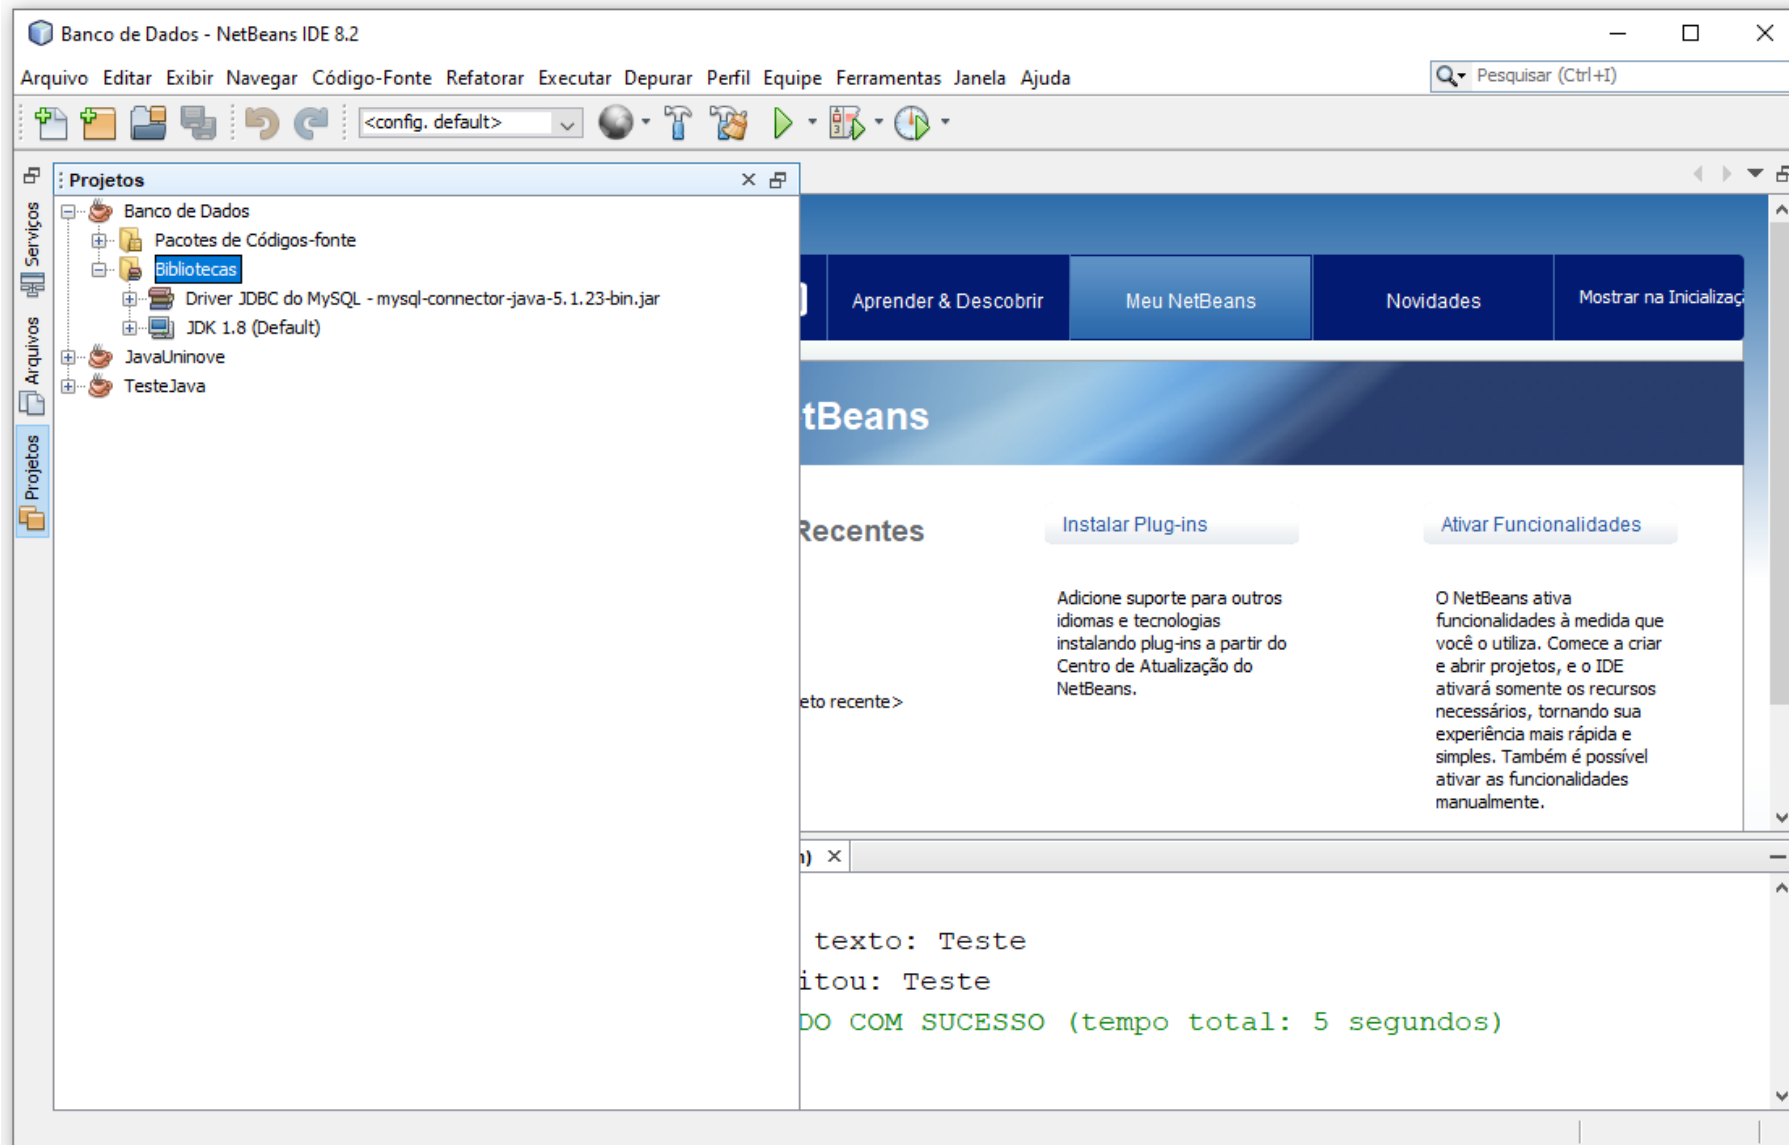 Banco de Dados - NetBeans IDE 8.2
Arquivo Editar Exibir Navegar Código-Fonte Refatorar Executar Depurar Perfil Equipe Ferramentas Janela Ajuda
Pesquisar (Ctrl+I)
<config. default>
Projetos
Serviços
Arquivos
Projetos
Banco de Dados
Pacotes de Códigos-fonte
Bibliotecas
Driver JDBC do MySQL - mysql-connector-java-5.1.23-bin.jar
JDK 1.8 (Default)
JavaUninove
TesteJava
Aprender & Descobrir
Meu NetBeans
Novidades
Mostrar na Inicializaç
tBeans
Recentes
eto recente>
Instalar Plug-ins
Adicione suporte para outros
idiomas e tecnologias
instalando plug-ins a partir do
Centro de Atualização do
NetBeans.
Ativar Funcionalidades
O NetBeans ativa
funcionalidades à medida que
você o utiliza. Comece a criar
e abrir projetos, e o IDE
ativará somente os recursos
necessários, tornando sua
experiência mais rápida e
simples. Também é possível
ativar as funcionalidades
manualmente.
)
texto: Teste
itou: Teste
DO COM SUCESSO (tempo total: 5 segundos)